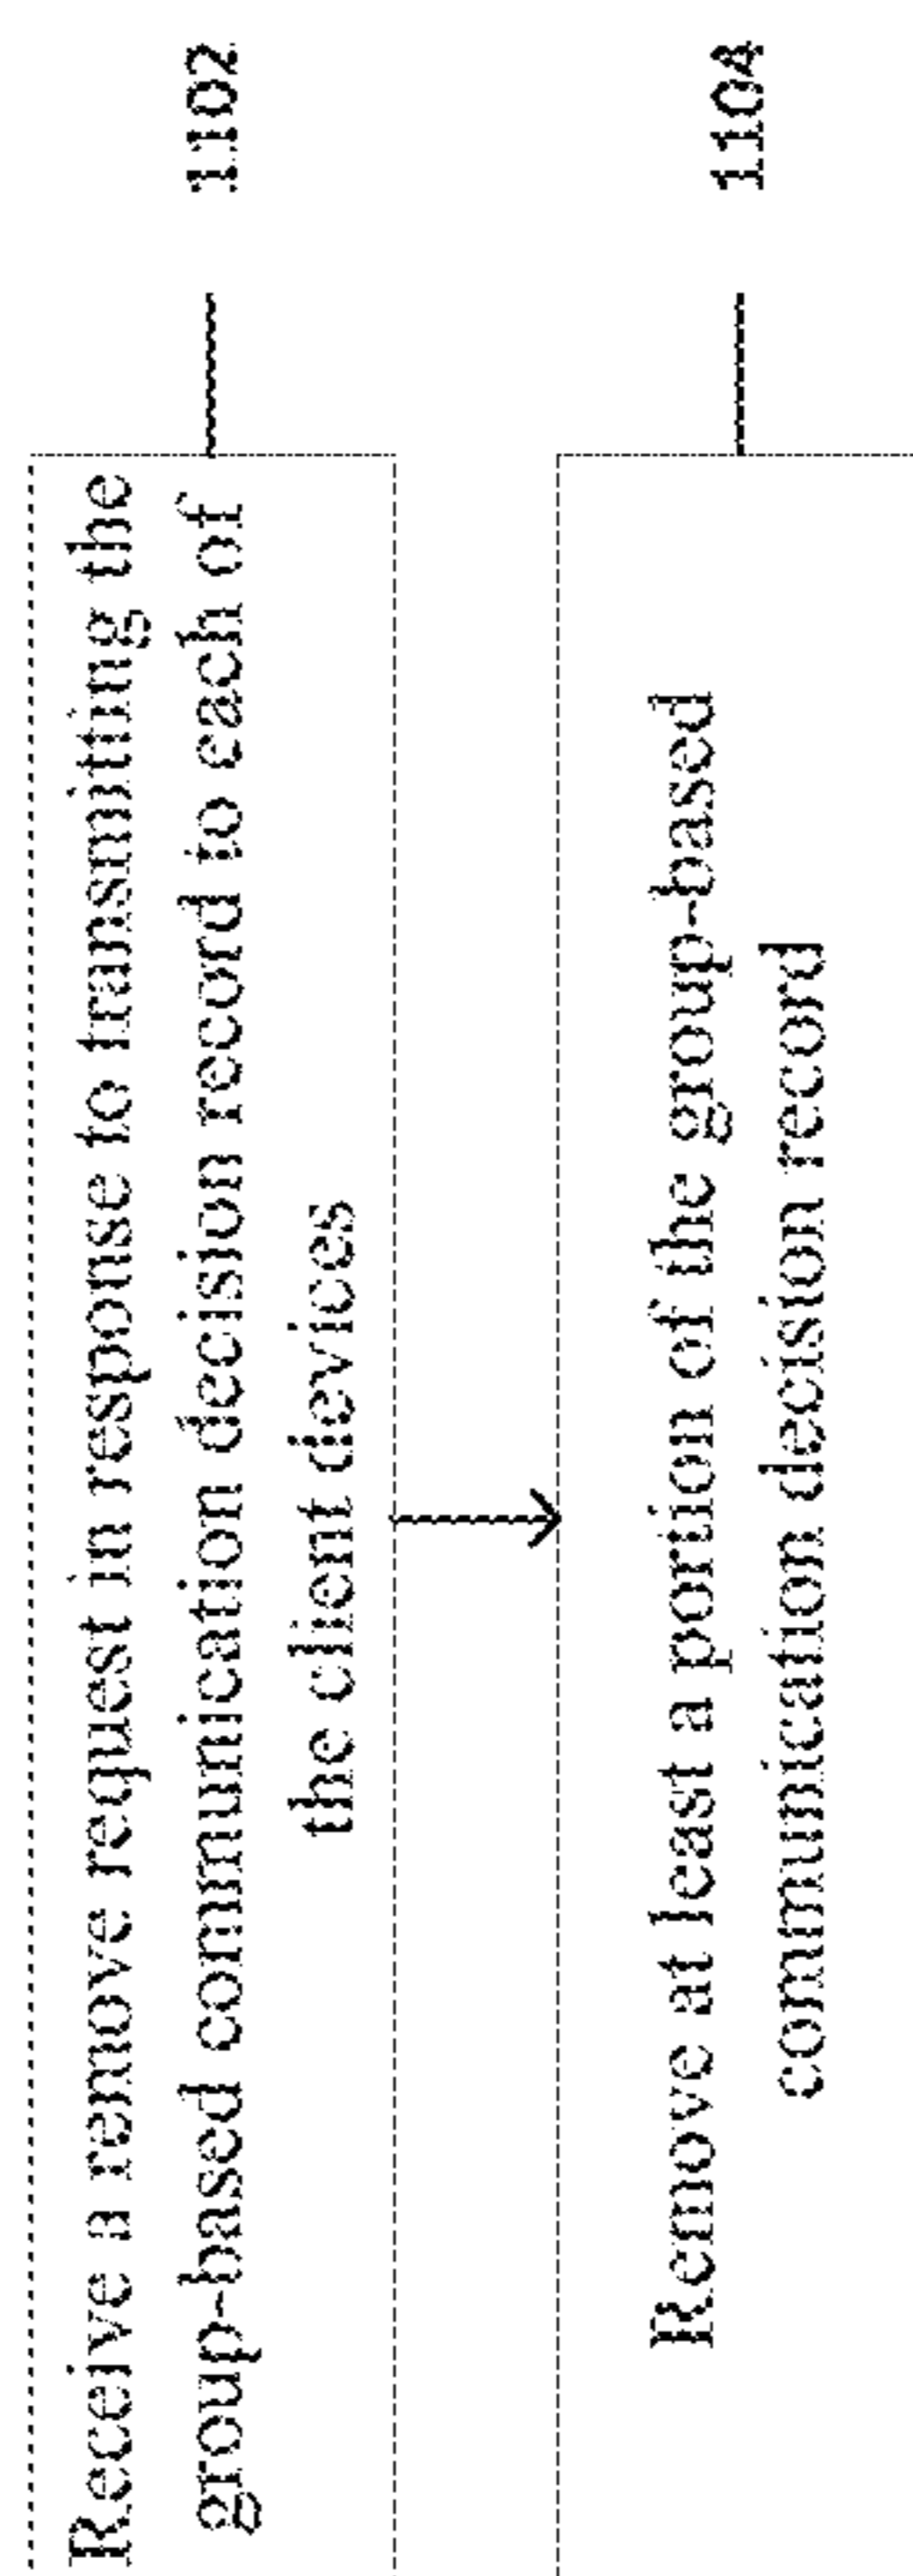 Receive a remove request in response to transmitting the
group-based communication decision record to each of
the client devices
1102
Remove at least a portion of the group-based
communication decision record
1104